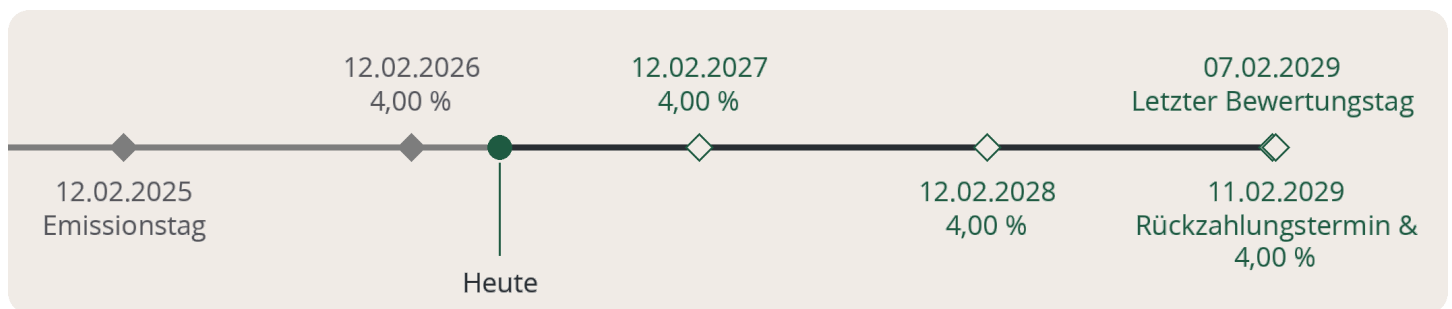 12.02.2026
4,00 %
12.02.2027
4,00 %
07.02.2029
Letzter Bewertungstag
12.02.2025
Emissionstag
Heute
12.02.2028
4,00 %
11.02.2029
Rückzahlungstermin &
4,00 %